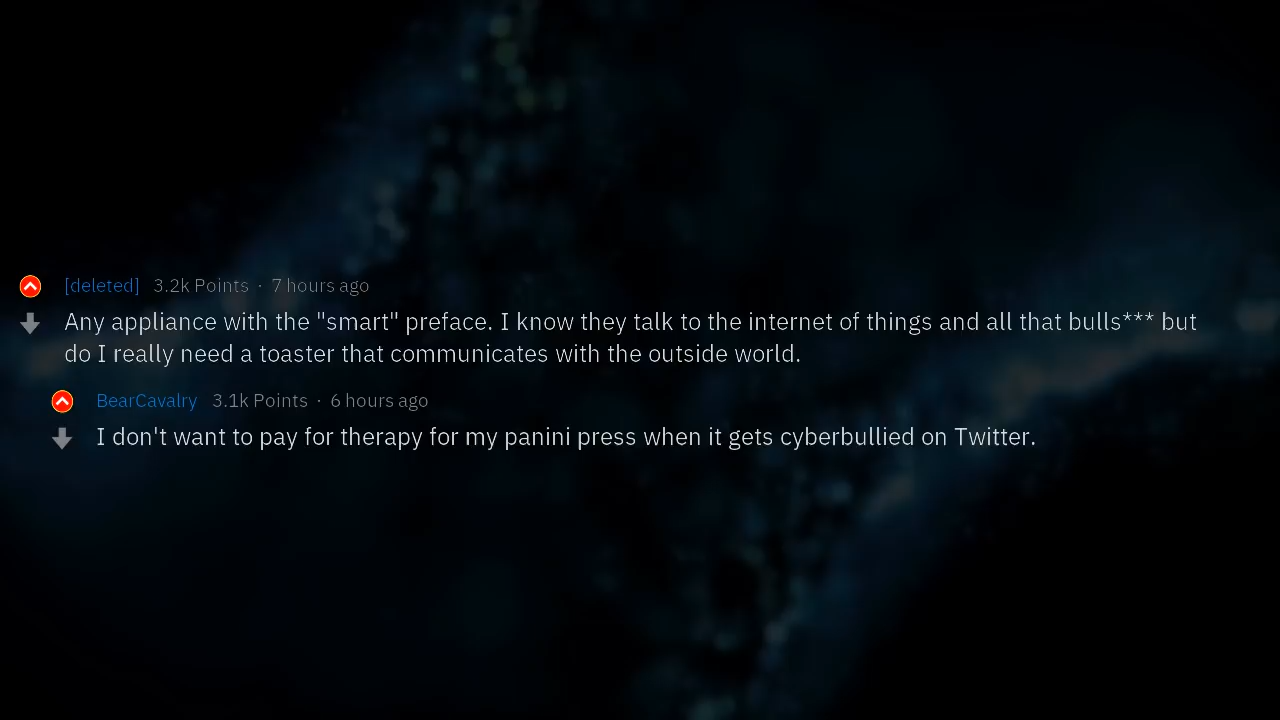 [deleted] 3.2k Points · 7 hours ago
Any appliance with the "smart" preface. I know they talk to the internet of things and all that bulls*** but
do I really need a toaster that communicates with the outside world.
BearCavalry 3.1k Points · 6 hours ago
I don't want to pay for therapy for my panini press when it gets cyberbullied on Twitter.